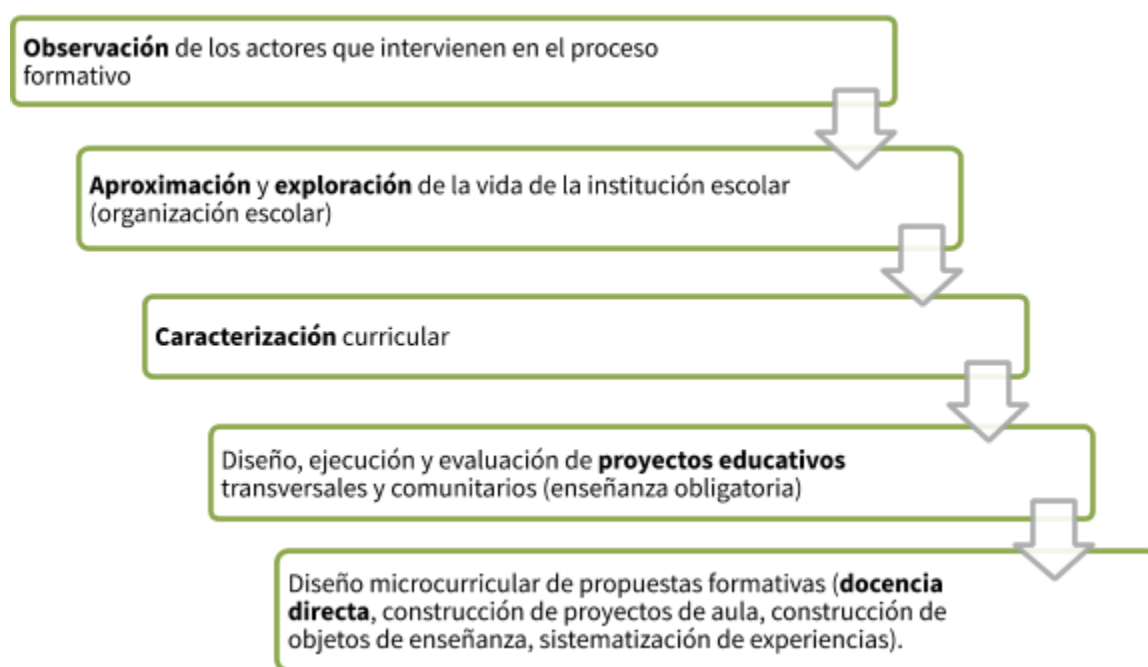 Observación de los actores que intervienen en el proceso
formativo
Aproximación y exploración de la vida de la institución escolar
(organización escolar)
Caracterización curricular
Diseño, ejecución y evaluación de proyectos educativos
transversales y comunitarios (enseñanza obligatoria)
Diseño microcurricular de propuestas formativas (docencia
directa, construcción de proyectos de aula, construcción de
objetos de enseñanza, sistematización de experiencias).